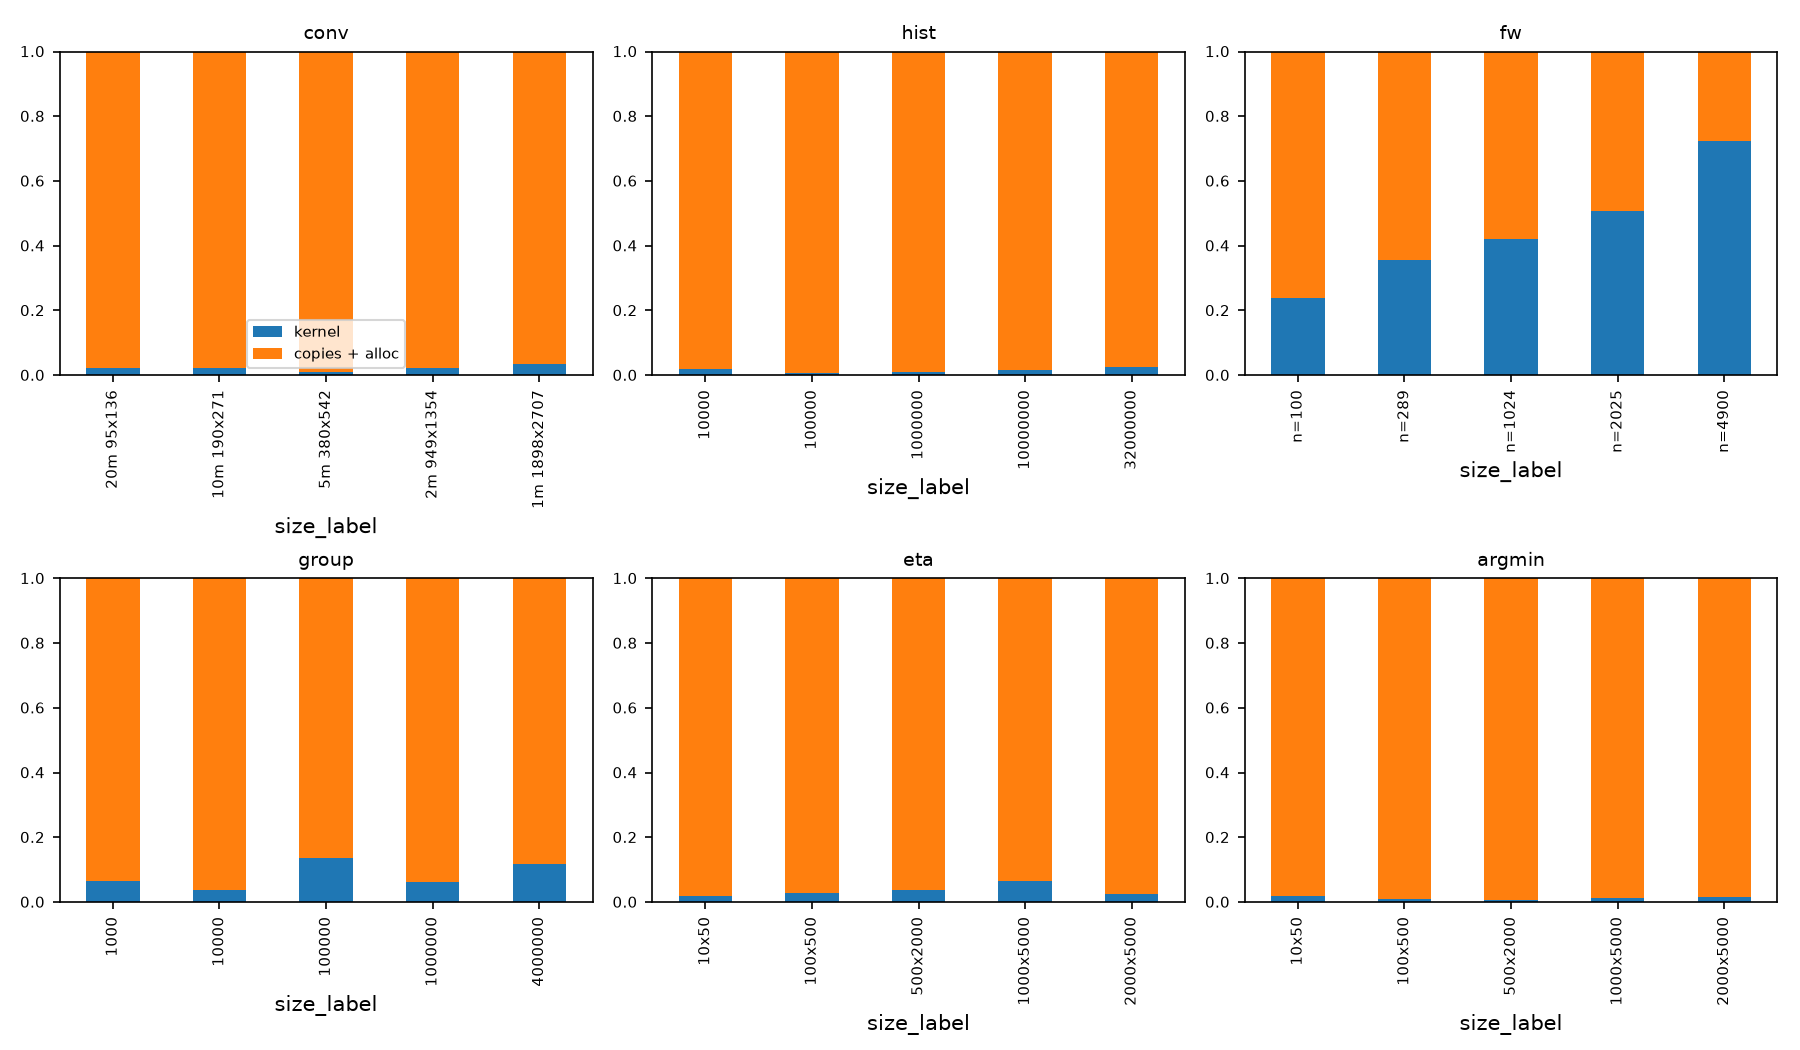 conv
1.0
0.8
0.6
0.4
0.2
0.0
kernel
copies + alloc
20m 95x136
10m 190x271
5m 380x542
2m 949x1354
1m 1898x2707
size_label
hist
1.0
0.8
0.6
0.4
0.2
0.0
10000
100000
1000000
10000000
32000000
size_label
fw
1.0
0.8
0.6
0.4
0.2
0.0
n=100
n=289
n=1024
n=2025
n=4900
size_label
group
1.0
0.8
0.6
0.4
0.2
0.0
1000
10000
100000
1000000
4000000
size_label
eta
1.0
0.8
0.6
0.4
0.2
0.0
10x50
100x500
500x2000
1000x5000
2000x5000
size_label
argmin
1.0
0.8
0.6
0.4
0.2
0.0
10x50
100x500
500x2000
1000x5000
2000x5000
size_label